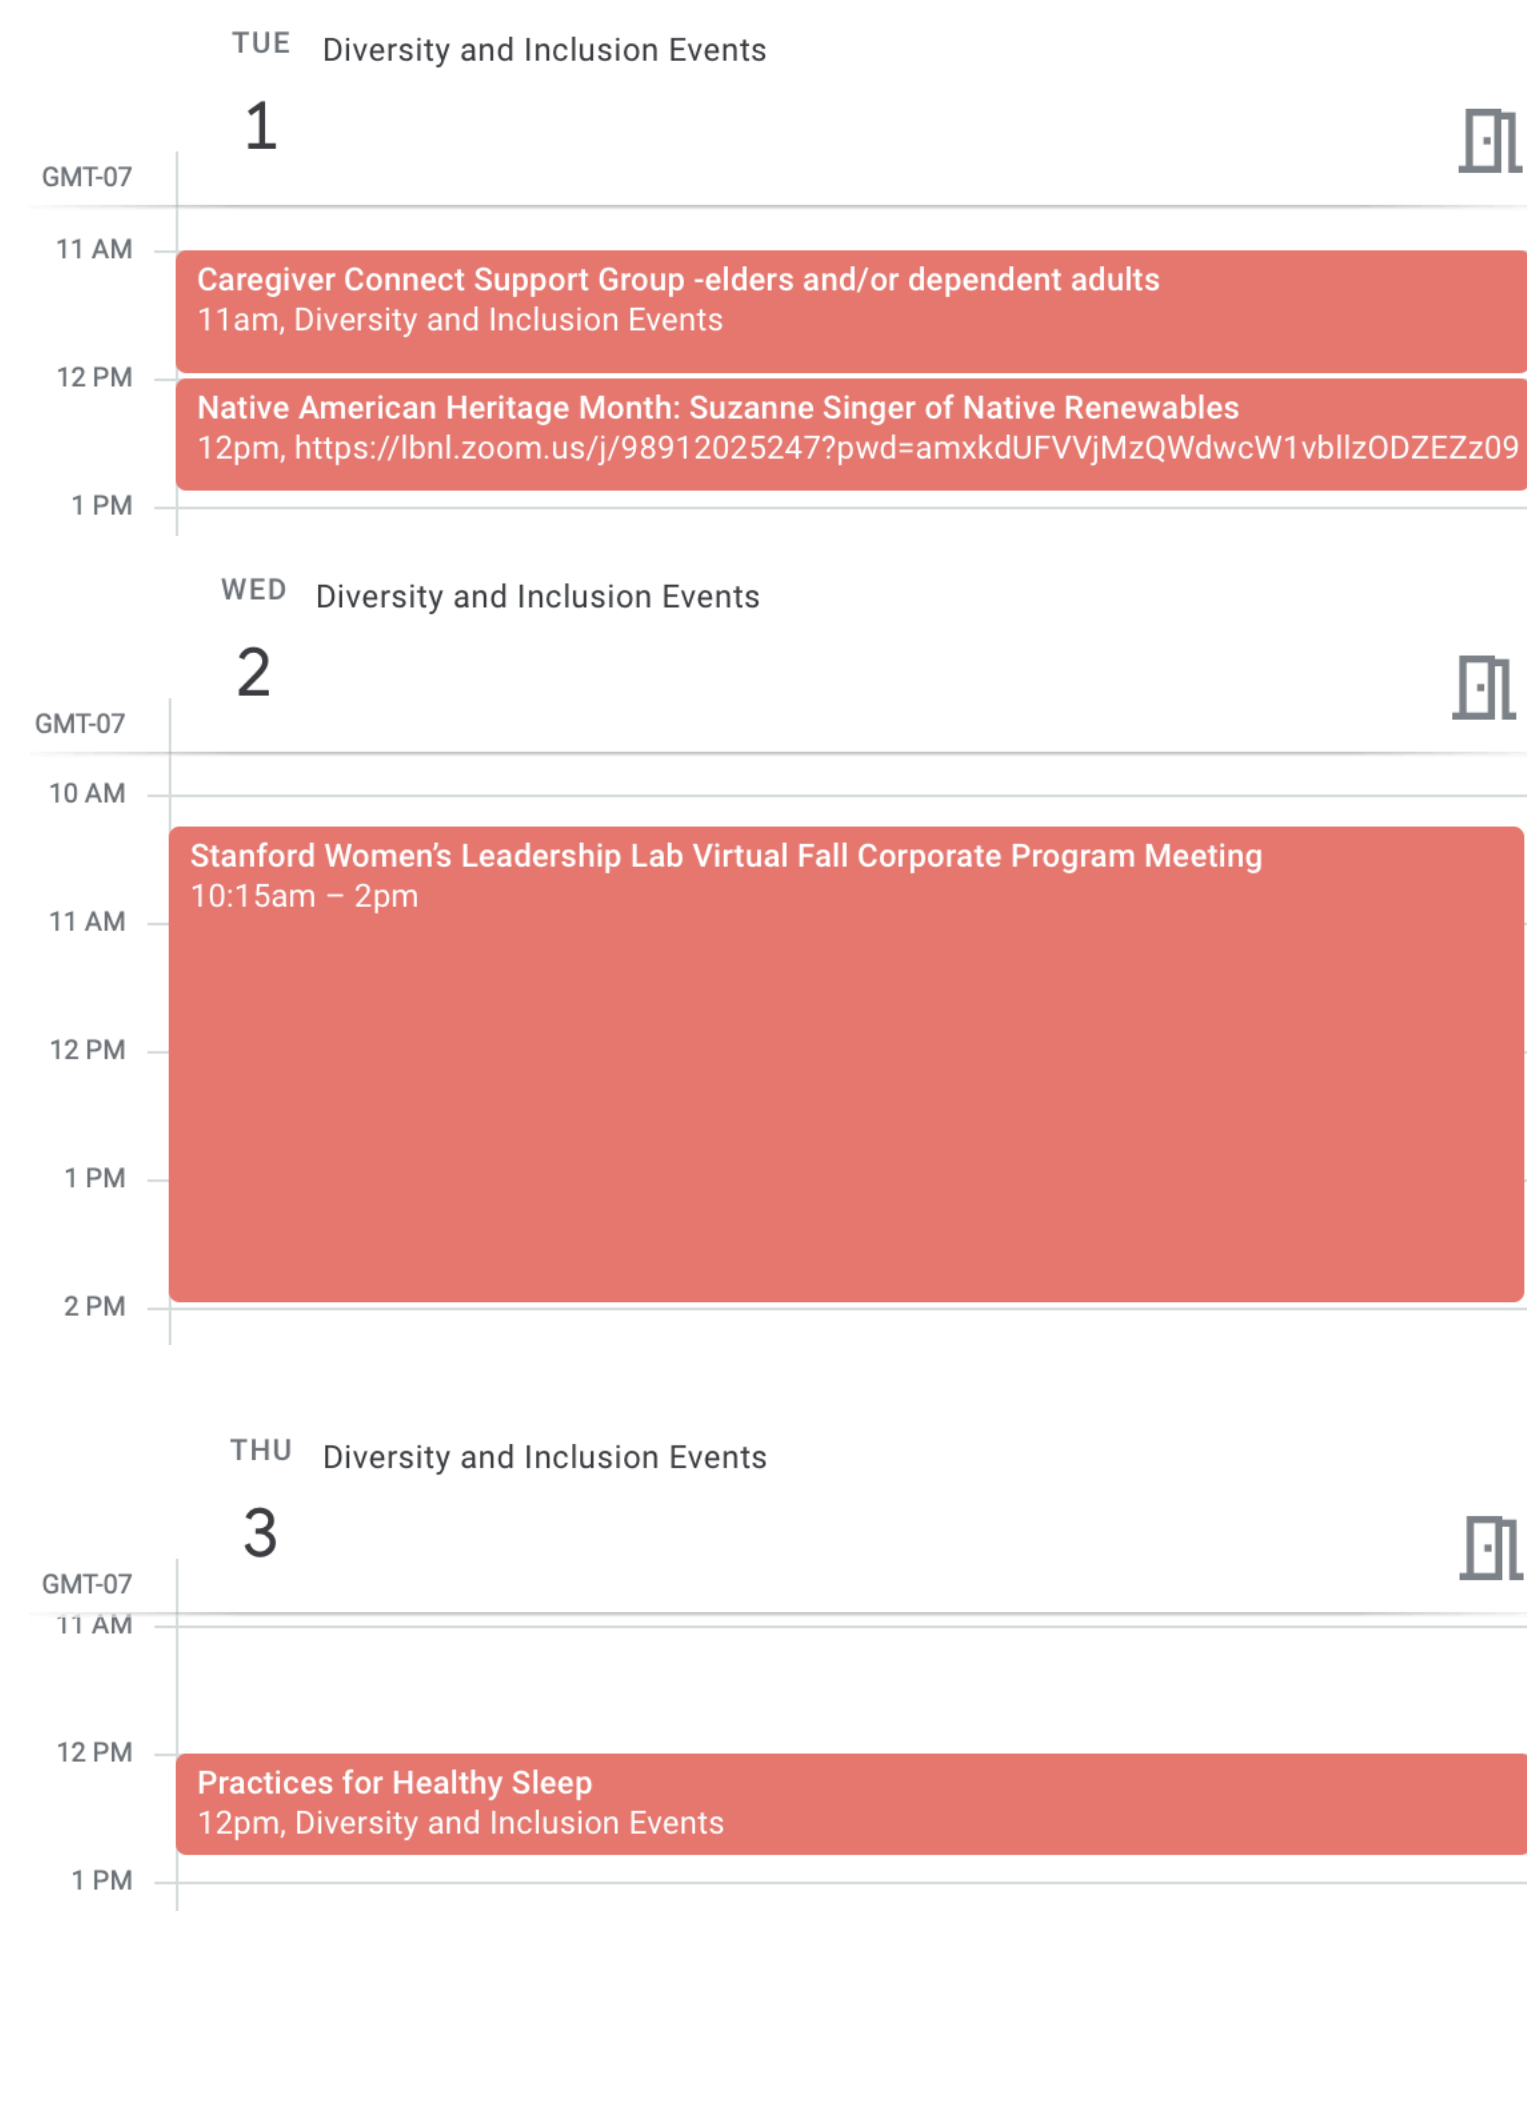 TUE Diversity and Inclusion Events
1
GMT-07
11 AM
Caregiver Connect Support Group -elders and/or dependent adults
11am, Diversity and Inclusion Events
12 PM
Native American Heritage Month: Suzanne Singer of Native Renewables
12pm, https://lbnl.zoom.us/j/98912025247?pwd=amxkdUFVVjMzQWdwcW1vbllzODZEZz09
1 PM
WED Diversity and Inclusion Events
2
GMT-07
10 AM
Stanford Women’s Leadership Lab Virtual Fall Corporate Program Meeting
10:15am – 2pm
11 AM
12 PM
1 PM
2 PM
THU Diversity and Inclusion Events
3
GMT-07
11 AM
12 PM
Practices for Healthy Sleep
12pm, Diversity and Inclusion Events
1 PM